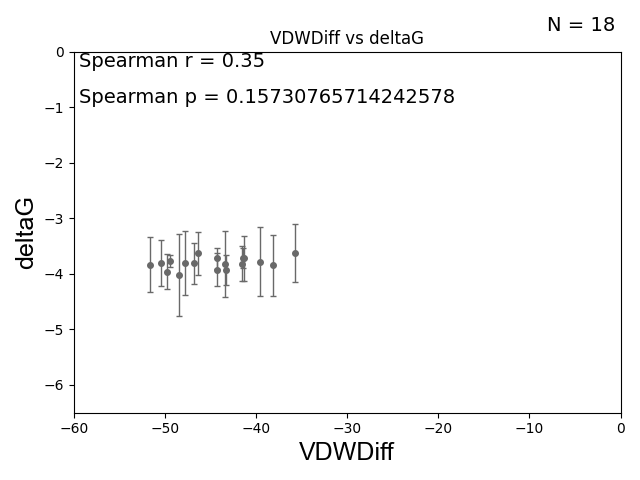 N = 18
VDWDiff vs deltaG
Spearman r = 0.35
Spearman p = 0.15730765714242578
0
−1
−2
−3
−4
−5
−6
deltaG
−60 −50 −40 −30 −20 −10 0
VDWDiff